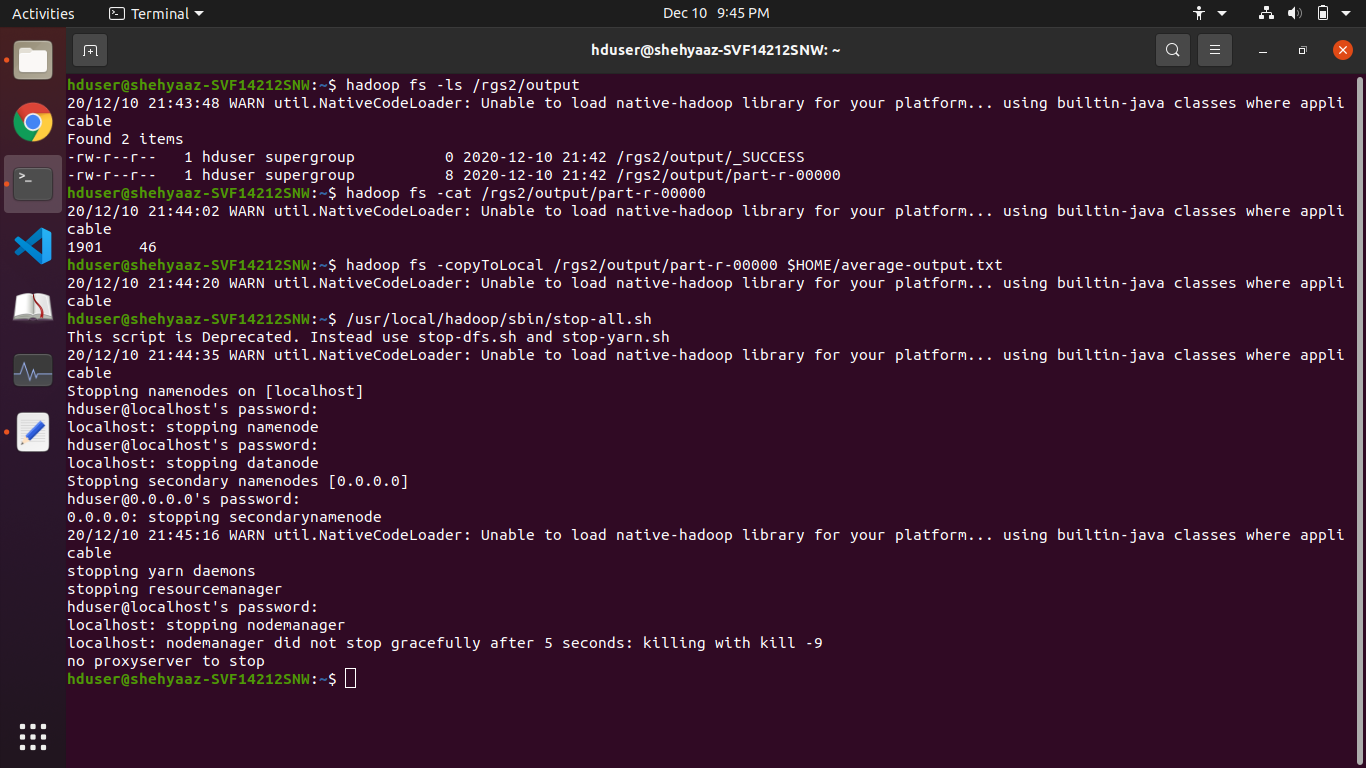 Activities Terminal Dec 10 9:45 PM
hduser@shehyaaz-SVF14212SNW: ~
hduser@shehyaaz-SVF14212SNW:~$ hadoop fs -ls /rgs2/output
20/12/10 21:43:48 WARN util.NativeCodeLoader: Unable to load native-hadoop library for your platform... using builtin-java classes where appli
cable
Found 2 items
-rw-r--r--   1 hduser supergroup          0 2020-12-10 21:42 /rgs2/output/_SUCCESS
-rw-r--r--   1 hduser supergroup          8 2020-12-10 21:42 /rgs2/output/part-r-00000
hduser@shehyaaz-SVF14212SNW:~$ hadoop fs -cat /rgs2/output/part-r-00000
20/12/10 21:44:02 WARN util.NativeCodeLoader: Unable to load native-hadoop library for your platform... using builtin-java classes where appli
cable
1901    46
hduser@shehyaaz-SVF14212SNW:~$ hadoop fs -copyToLocal /rgs2/output/part-r-00000 $HOME/average-output.txt
20/12/10 21:44:20 WARN util.NativeCodeLoader: Unable to load native-hadoop library for your platform... using builtin-java classes where appli
cable
hduser@shehyaaz-SVF14212SNW:~$ /usr/local/hadoop/sbin/stop-all.sh
This script is Deprecated. Instead use stop-dfs.sh and stop-yarn.sh
20/12/10 21:44:35 WARN util.NativeCodeLoader: Unable to load native-hadoop library for your platform... using builtin-java classes where appli
cable
Stopping namenodes on [localhost]
hduser@localhost's password:
localhost: stopping namenode
hduser@localhost's password:
localhost: stopping datanode
Stopping secondary namenodes [0.0.0.0]
hduser@0.0.0.0's password:
0.0.0.0: stopping secondarynamenode
20/12/10 21:45:16 WARN util.NativeCodeLoader: Unable to load native-hadoop library for your platform... using builtin-java classes where appli
cable
stopping yarn daemons
stopping resourcemanager
hduser@localhost's password:
localhost: stopping nodemanager
localhost: nodemanager did not stop gracefully after 5 seconds: killing with kill -9
no proxyserver to stop
hduser@shehyaaz-SVF14212SNW:~$